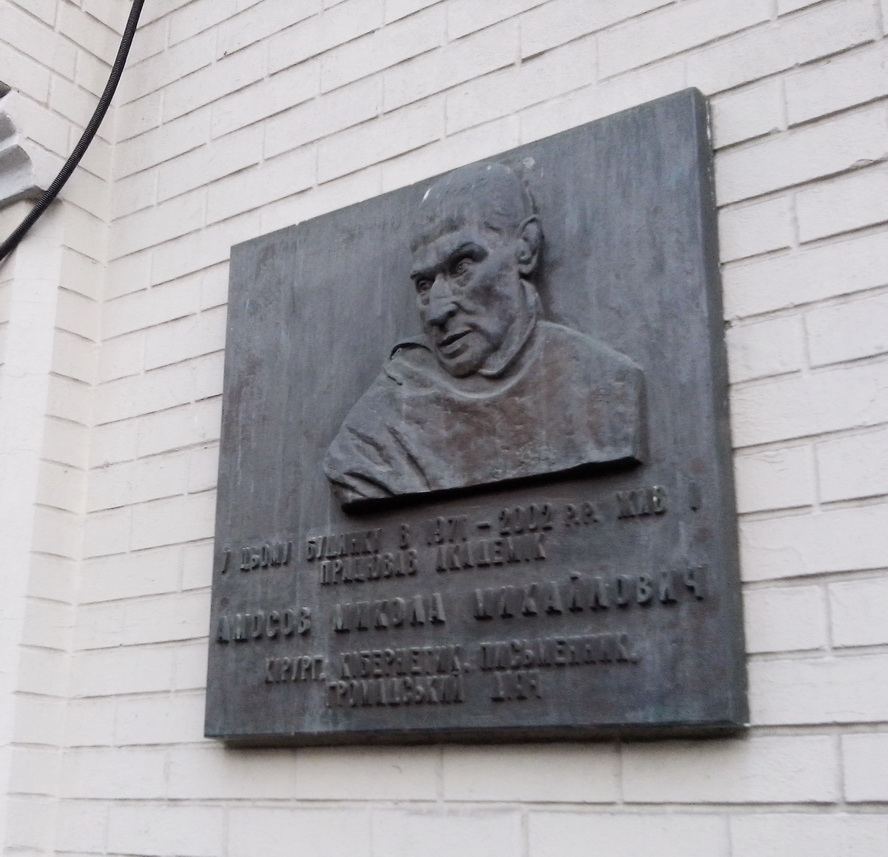 У ЦЬОМУ БУДИНКУ В 1971 – 2002 Р.Р. ЖИВ І
ПРАЦЮВАВ АКАДЕМІК
АМОСОВ МИКОЛА МИХАЙЛОВИЧ
ХІРУРГ, КІБЕРНЕТИК, ПИСЬМЕННИК,
ГРОМАДСЬКИЙ ДІЯЧ